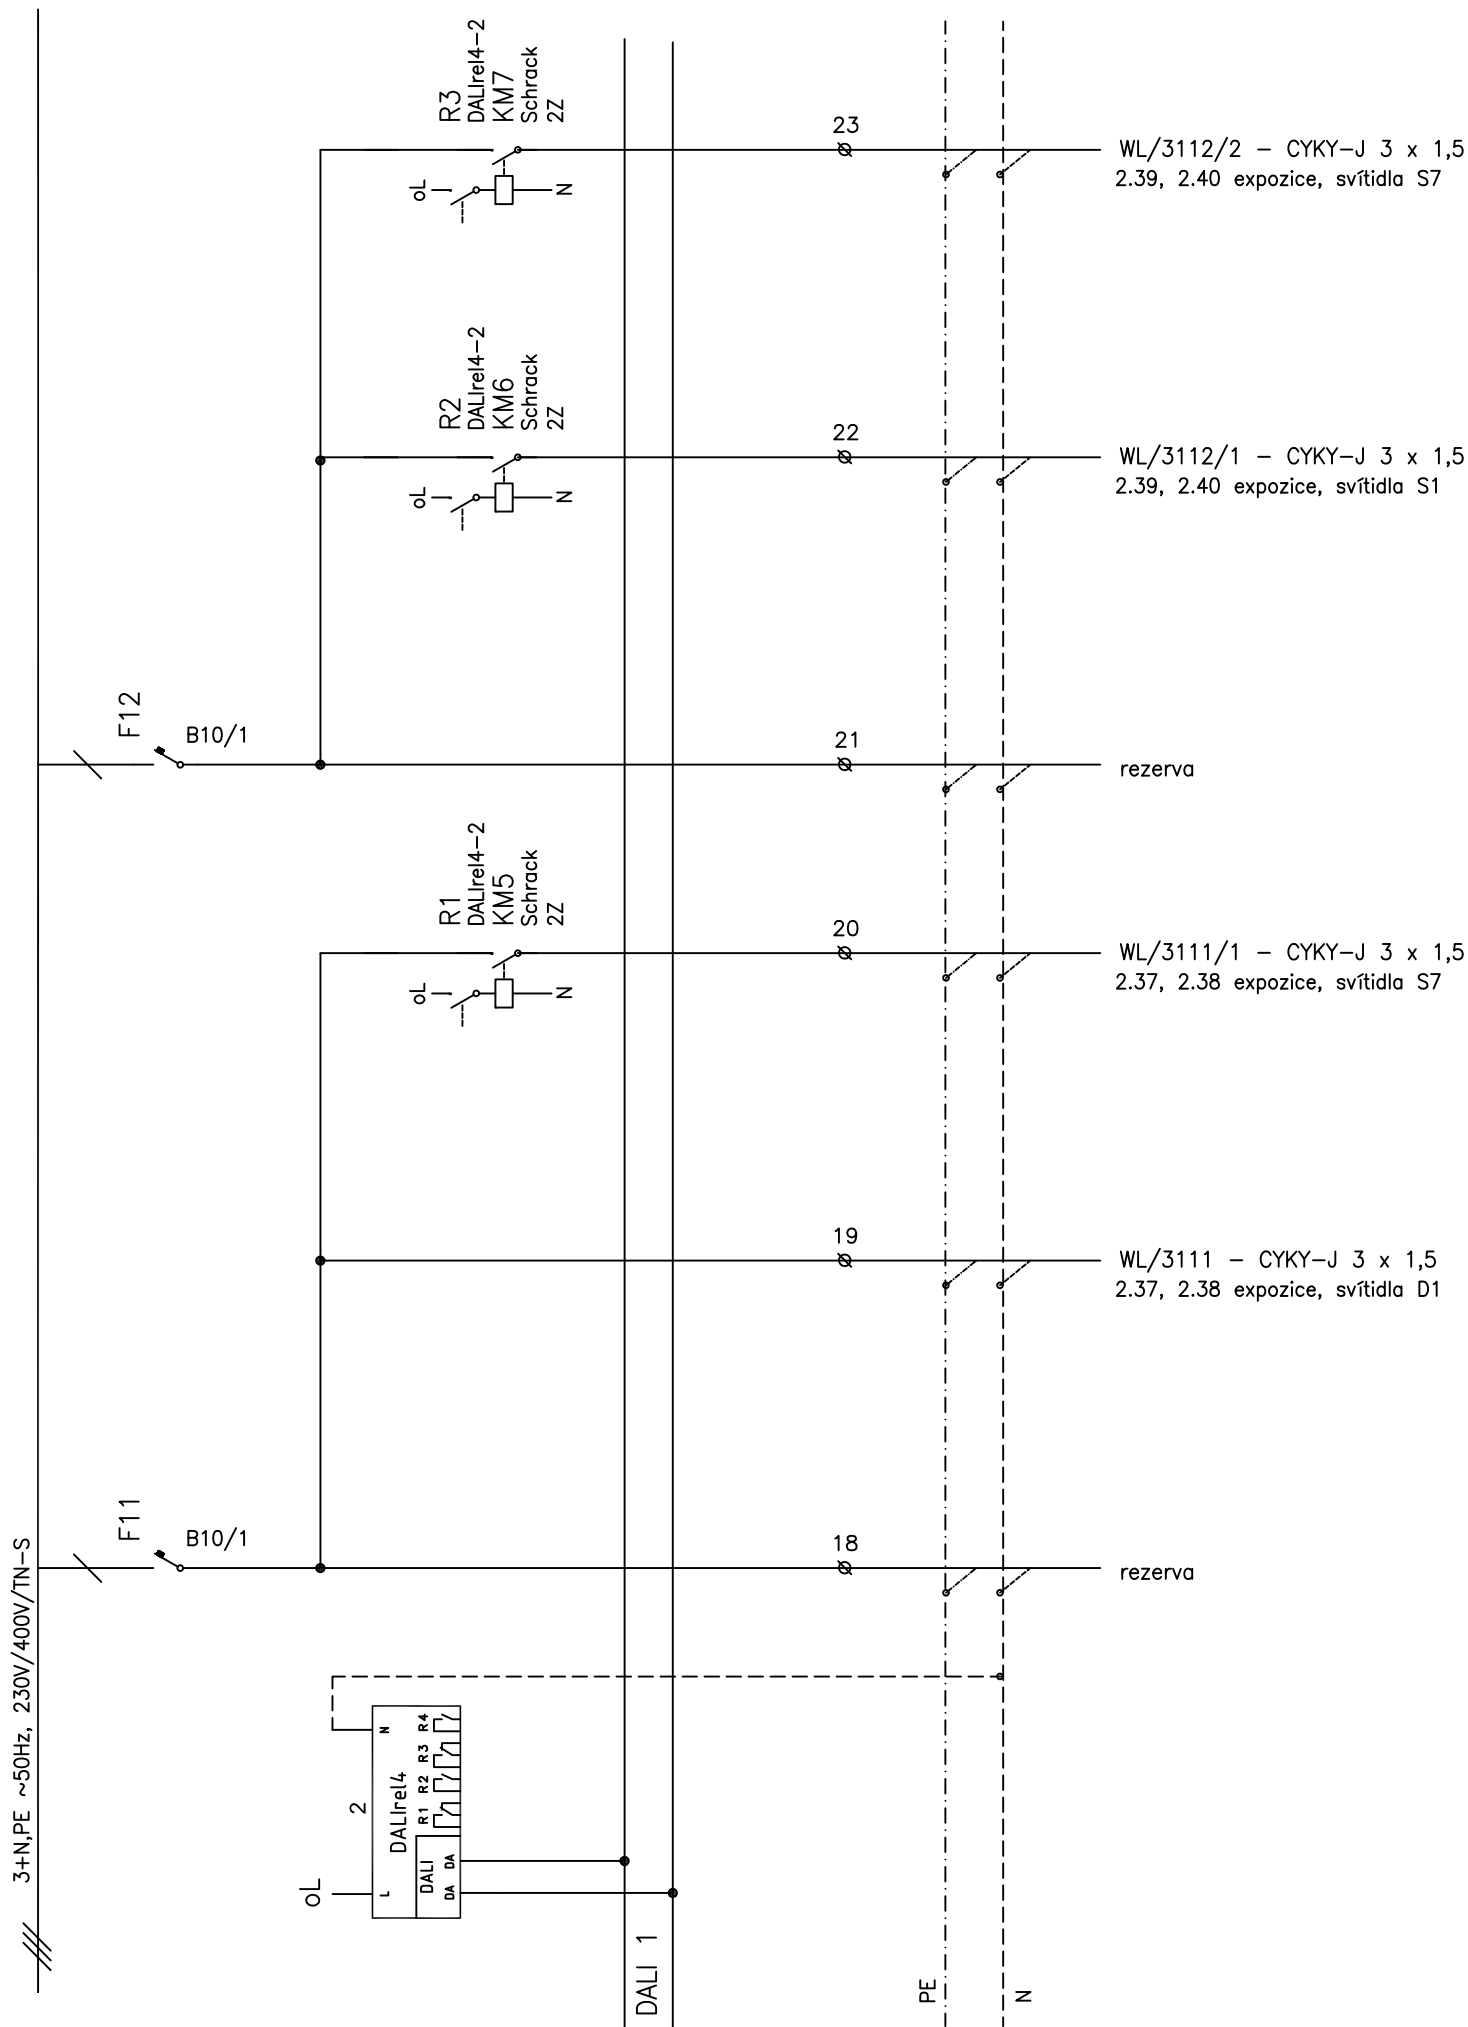 R3
DALIrel4-2
KM7
Schrack
2Z
oL
N
23
WL/3112/2 - CYKY-J 3 x 1,5
2.39, 2.40 expozice, svítidla S7
R2
DALIrel4-2
KM6
Schrack
2Z
oL
N
22
WL/3112/1 - CYKY-J 3 x 1,5
2.39, 2.40 expozice, svítidla S1
F12
B10/1
21
rezerva
R1
DALIrel4-2
KM5
Schrack
2Z
oL
N
20
WL/3111/1 - CYKY-J 3 x 1,5
2.37, 2.38 expozice, svítidla S7
19
WL/3111 - CYKY-J 3 x 1,5
2.37, 2.38 expozice, svítidla D1
F11
B10/1
18
rezerva
3+N,PE ~50Hz, 230V/400V/TN-S
2
DALIrel4
L
N
R1 R2 R3 R4
DALI
DA DA
oL
DALI 1
PE
N